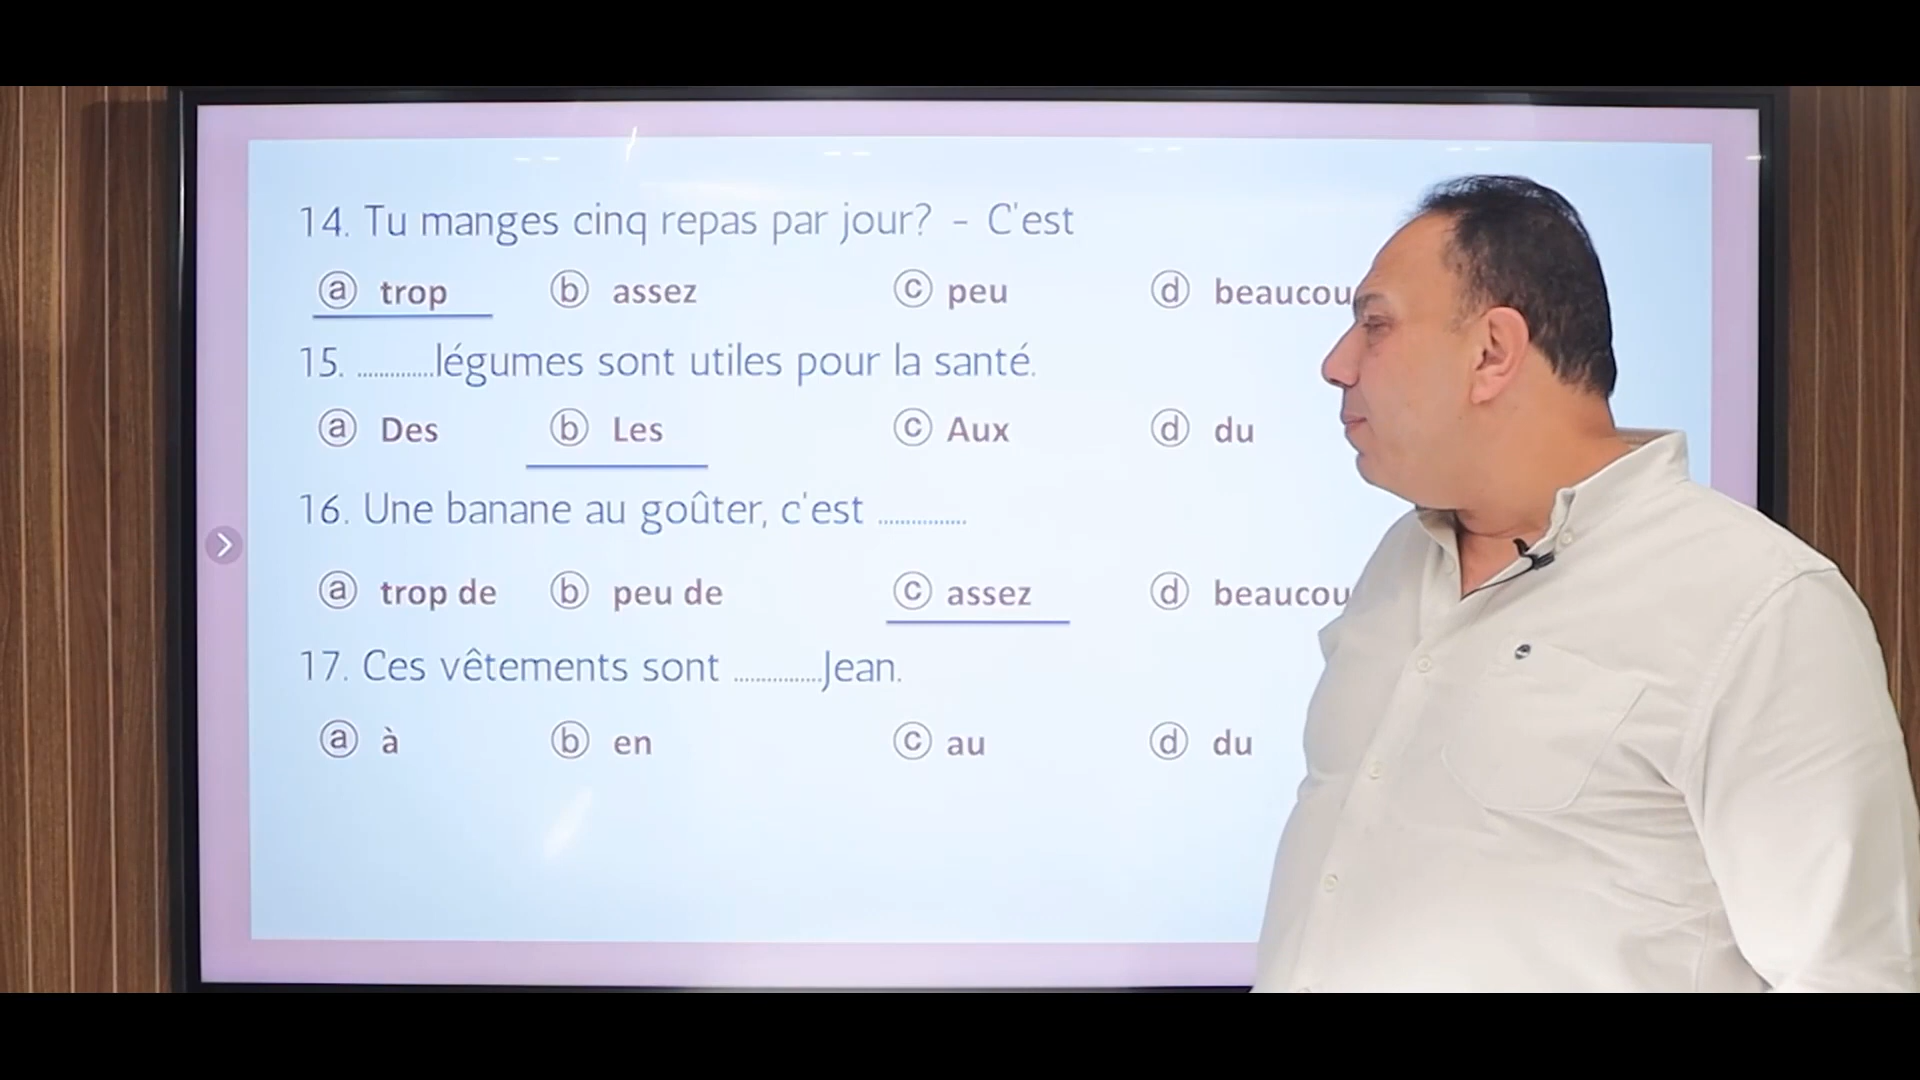 14. Tu manges cinq repas par jour? - C'est
ⓐ trop ⓑ assez ⓒ peu ⓓ
15. ..............légumes sont utiles pour la santé.
ⓐ Des ⓑ Les ⓒ Aux ⓓ du
16. Une banane au goûter, c'est ................
ⓐ trop de ⓑ peu de ⓒ assez ⓓ
17. Ces vêtements sont ................Jean.
ⓐ à ⓑ en ⓒ au ⓓ du